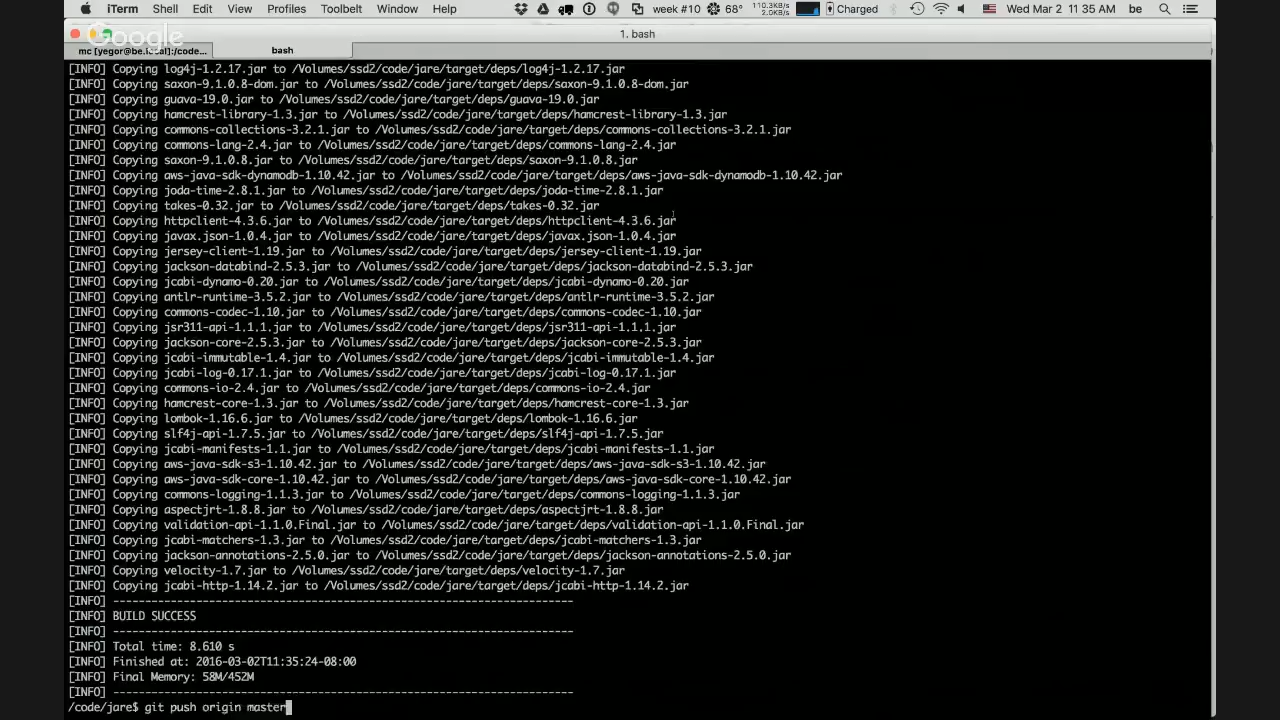 iTerm Shell Edit View Profiles Toolbelt Window Help week #10 68° 110.3KB/s 2.0KB/s Charged Wed Mar 2 11:35 AM be
Google
1. bash
mc [yegor@be.local]:/code... bash
[INFO] Copying log4j-1.2.17.jar to /Volumes/ssd2/code/jare/target/deps/log4j-1.2.17.jar
[INFO] Copying saxon-9.1.0.8-dom.jar to /Volumes/ssd2/code/jare/target/deps/saxon-9.1.0.8-dom.jar
[INFO] Copying guava-19.0.jar to /Volumes/ssd2/code/jare/target/deps/guava-19.0.jar
[INFO] Copying hamcrest-library-1.3.jar to /Volumes/ssd2/code/jare/target/deps/hamcrest-library-1.3.jar
[INFO] Copying commons-collections-3.2.1.jar to /Volumes/ssd2/code/jare/target/deps/commons-collections-3.2.1.jar
[INFO] Copying commons-lang-2.4.jar to /Volumes/ssd2/code/jare/target/deps/commons-lang-2.4.jar
[INFO] Copying saxon-9.1.0.8.jar to /Volumes/ssd2/code/jare/target/deps/saxon-9.1.0.8.jar
[INFO] Copying aws-java-sdk-dynamodb-1.10.42.jar to /Volumes/ssd2/code/jare/target/deps/aws-java-sdk-dynamodb-1.10.42.jar
[INFO] Copying joda-time-2.8.1.jar to /Volumes/ssd2/code/jare/target/deps/joda-time-2.8.1.jar
[INFO] Copying takes-0.32.jar to /Volumes/ssd2/code/jare/target/deps/takes-0.32.jar
[INFO] Copying httpclient-4.3.6.jar to /Volumes/ssd2/code/jare/target/deps/httpclient-4.3.6.jar
[INFO] Copying javax.json-1.0.4.jar to /Volumes/ssd2/code/jare/target/deps/javax.json-1.0.4.jar
[INFO] Copying jersey-client-1.19.jar to /Volumes/ssd2/code/jare/target/deps/jersey-client-1.19.jar
[INFO] Copying jackson-databind-2.5.3.jar to /Volumes/ssd2/code/jare/target/deps/jackson-databind-2.5.3.jar
[INFO] Copying jcabi-dynamo-0.20.jar to /Volumes/ssd2/code/jare/target/deps/jcabi-dynamo-0.20.jar
[INFO] Copying antlr-runtime-3.5.2.jar to /Volumes/ssd2/code/jare/target/deps/antlr-runtime-3.5.2.jar
[INFO] Copying commons-codec-1.10.jar to /Volumes/ssd2/code/jare/target/deps/commons-codec-1.10.jar
[INFO] Copying jsr311-api-1.1.1.jar to /Volumes/ssd2/code/jare/target/deps/jsr311-api-1.1.1.jar
[INFO] Copying jackson-core-2.5.3.jar to /Volumes/ssd2/code/jare/target/deps/jackson-core-2.5.3.jar
[INFO] Copying jcabi-immutable-1.4.jar to /Volumes/ssd2/code/jare/target/deps/jcabi-immutable-1.4.jar
[INFO] Copying jcabi-log-0.17.1.jar to /Volumes/ssd2/code/jare/target/deps/jcabi-log-0.17.1.jar
[INFO] Copying commons-io-2.4.jar to /Volumes/ssd2/code/jare/target/deps/commons-io-2.4.jar
[INFO] Copying hamcrest-core-1.3.jar to /Volumes/ssd2/code/jare/target/deps/hamcrest-core-1.3.jar
[INFO] Copying lombok-1.16.6.jar to /Volumes/ssd2/code/jare/target/deps/lombok-1.16.6.jar
[INFO] Copying slf4j-api-1.7.5.jar to /Volumes/ssd2/code/jare/target/deps/slf4j-api-1.7.5.jar
[INFO] Copying jcabi-manifests-1.1.jar to /Volumes/ssd2/code/jare/target/deps/jcabi-manifests-1.1.jar
[INFO] Copying aws-java-sdk-s3-1.10.42.jar to /Volumes/ssd2/code/jare/target/deps/aws-java-sdk-s3-1.10.42.jar
[INFO] Copying aws-java-sdk-core-1.10.42.jar to /Volumes/ssd2/code/jare/target/deps/aws-java-sdk-core-1.10.42.jar
[INFO] Copying commons-logging-1.1.3.jar to /Volumes/ssd2/code/jare/target/deps/commons-logging-1.1.3.jar
[INFO] Copying aspectjrt-1.8.8.jar to /Volumes/ssd2/code/jare/target/deps/aspectjrt-1.8.8.jar
[INFO] Copying validation-api-1.1.0.Final.jar to /Volumes/ssd2/code/jare/target/deps/validation-api-1.1.0.Final.jar
[INFO] Copying jcabi-matchers-1.3.jar to /Volumes/ssd2/code/jare/target/deps/jcabi-matchers-1.3.jar
[INFO] Copying jackson-annotations-2.5.0.jar to /Volumes/ssd2/code/jare/target/deps/jackson-annotations-2.5.0.jar
[INFO] Copying velocity-1.7.jar to /Volumes/ssd2/code/jare/target/deps/velocity-1.7.jar
[INFO] Copying jcabi-http-1.14.2.jar to /Volumes/ssd2/code/jare/target/deps/jcabi-http-1.14.2.jar
[INFO] ------------------------------------------------------------------------
[INFO] BUILD SUCCESS
[INFO] ------------------------------------------------------------------------
[INFO] Total time: 8.610 s
[INFO] Finished at: 2016-03-02T11:35:24-08:00
[INFO] Final Memory: 58M/452M
[INFO] ------------------------------------------------------------------------
/code/jare$ git push origin master